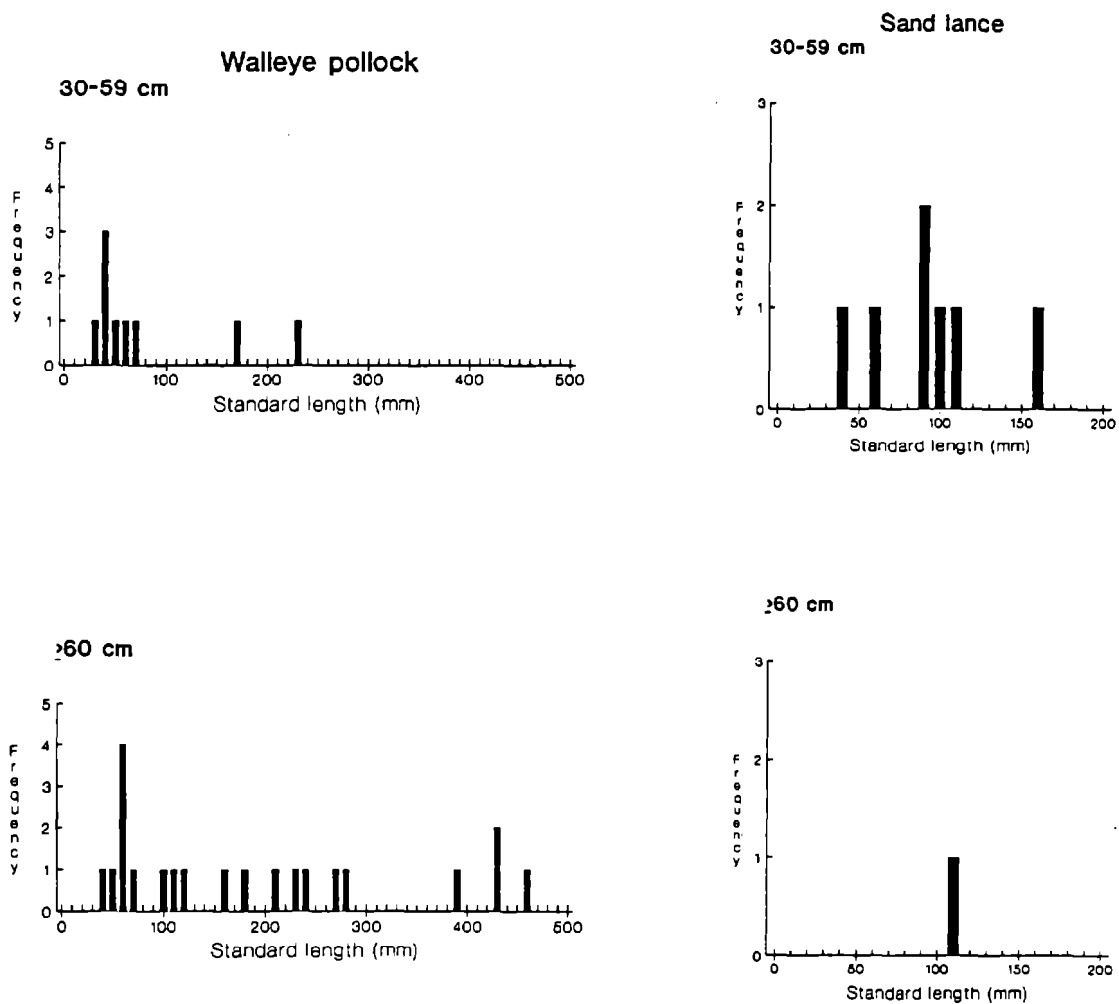 Walleye pollock
30-59 cm
5
4
3
2
1
0
Frequency
0 100 200 300 400 500
Standard length (mm)
Sand lance
30-59 cm
3
2
1
0
Frequency
0 50 100 150 200
Standard length (mm)
≥60 cm
5
4
3
2
1
0
Frequency
0 100 200 300 400 500
Standard length (mm)
≥60 cm
3
2
1
0
Frequency
0 50 100 150 200
Standard length (mm)